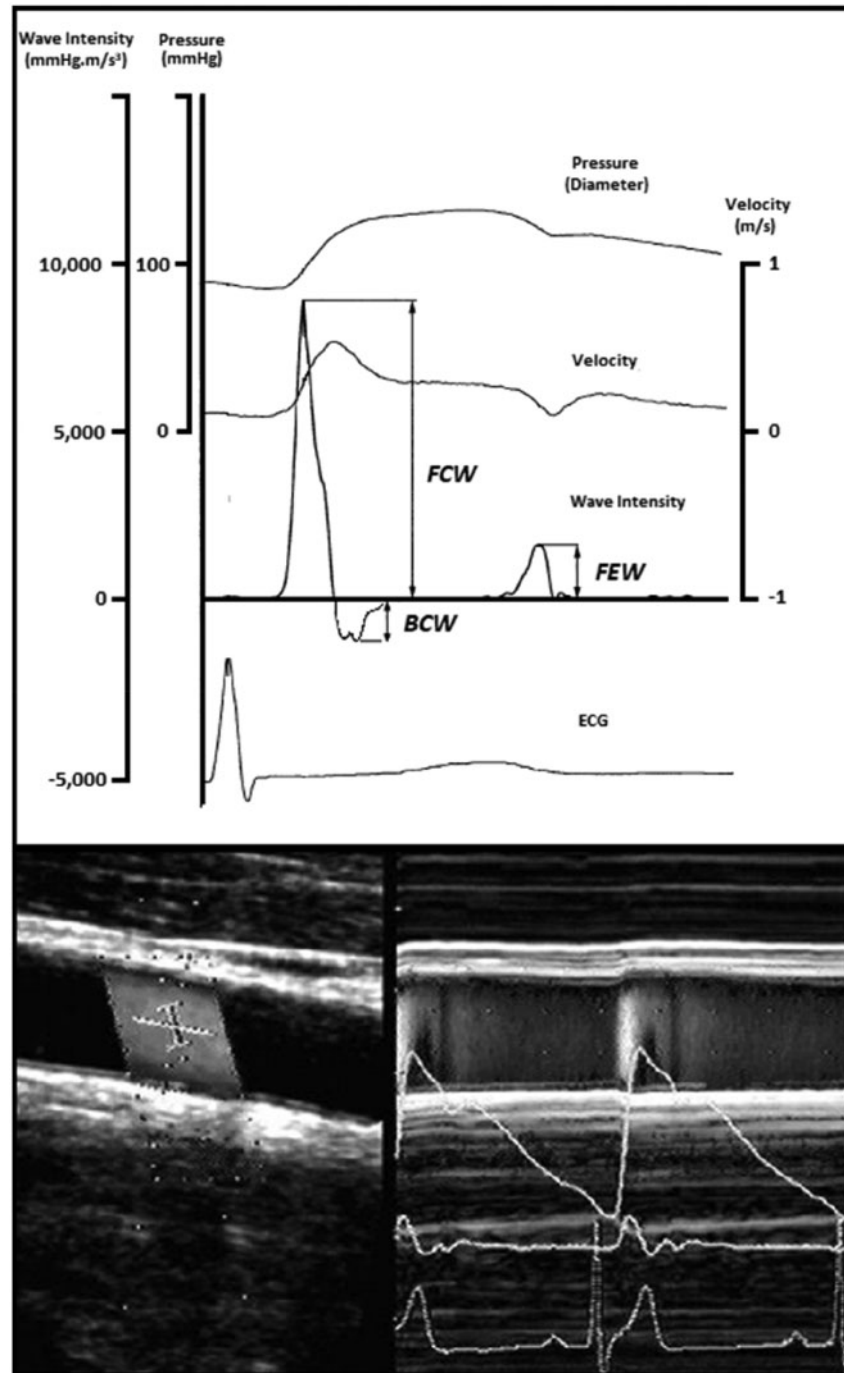 Wave Intensity
(mmHg.m/s³)
Pressure
(mmHg)
Pressure
(Diameter)
Velocity
(m/s)
10,000
100
1
Velocity
5,000
0
0
FCW
Wave Intensity
FEW
0
-1
BCW
ECG
-5,000